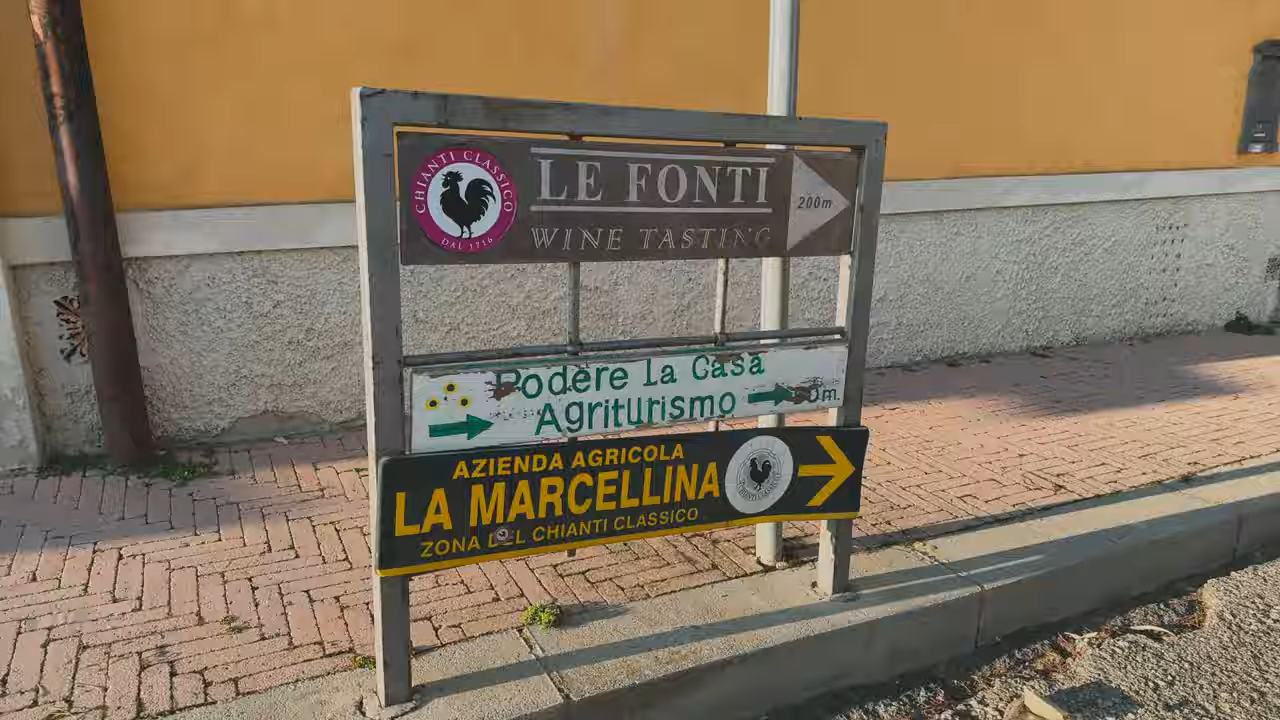 CHIANTI CLASSICO
DAL 1716
LE FONTI
WINE TASTING
200m
Podere la Casa
Agriturismo
m.
AZIENDA AGRICOLA
LA MARCELLINA
ZONA DEL CHIANTI CLASSICO